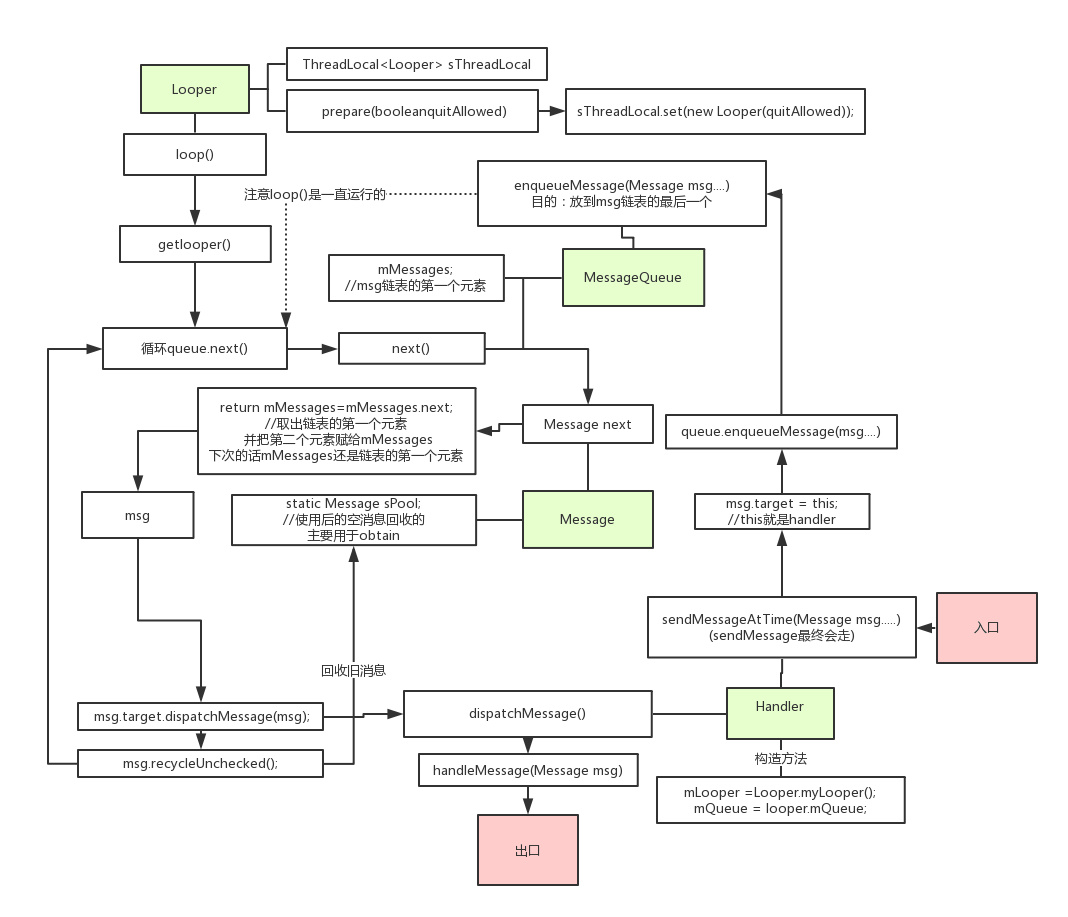 ThreadLocal<Looper> sThreadLocal
Looper
prepare(booleanquitAllowed)
sThreadLocal.set(new Looper(quitAllowed));
loop()
enqueueMessage(Message msg....)
目的：放到msg链表的最后一个
注意loop()是一直运行的
getlooper()
mMessages;
//msg链表的第一个元素
MessageQueue
循环queue.next()
next()
return mMessages=mMessages.next;
//取出链表的第一个元素
并把第二个元素赋给mMessages
下次的话mMessages还是链表的第一个元素
Message next
queue.enqueueMessage(msg....)
msg
static Message sPool;
//使用后的空消息回收的
主要用于obtain
Message
msg.target = this;
//this就是handler
sendMessageAtTime(Message msg.....)
(sendMessage最终会走)
入口
回收旧消息
msg.target.dispatchMessage(msg);
dispatchMessage()
Handler
msg.recycleUnchecked();
handleMessage(Message msg)
构造方法
mLooper =Looper.myLooper();
mQueue = looper.mQueue;
出口